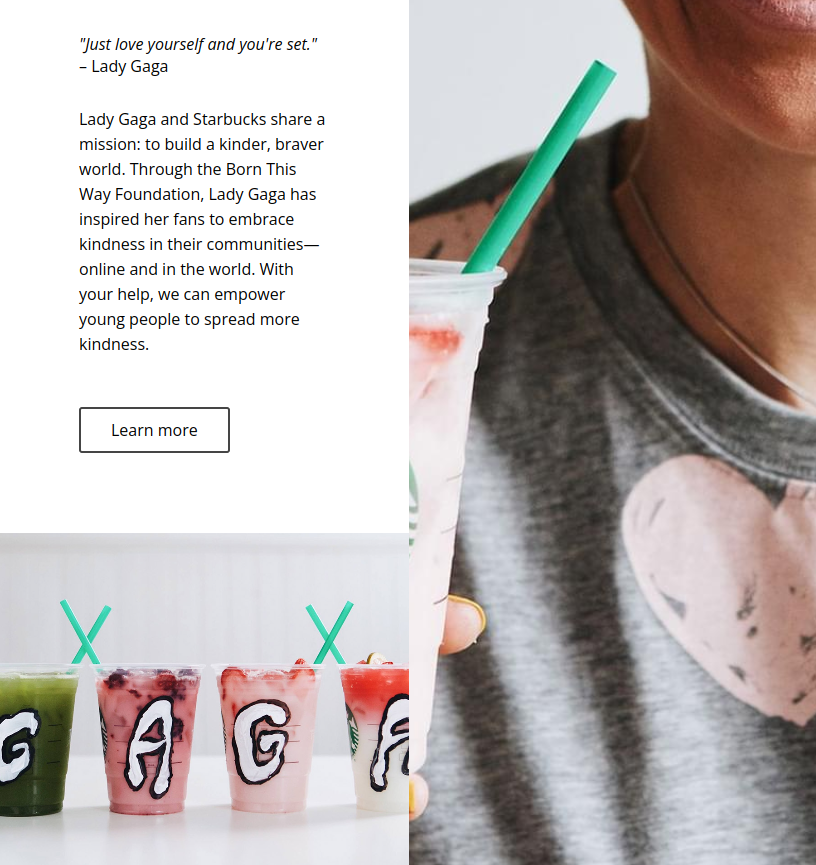 "Just love yourself and you're set."
– Lady Gaga
Lady Gaga and Starbucks share a
mission: to build a kinder, braver
world. Through the Born This
Way Foundation, Lady Gaga has
inspired her fans to embrace
kindness in their communities—
online and in the world. With
your help, we can empower
young people to spread more
kindness.
Learn more
G A G A